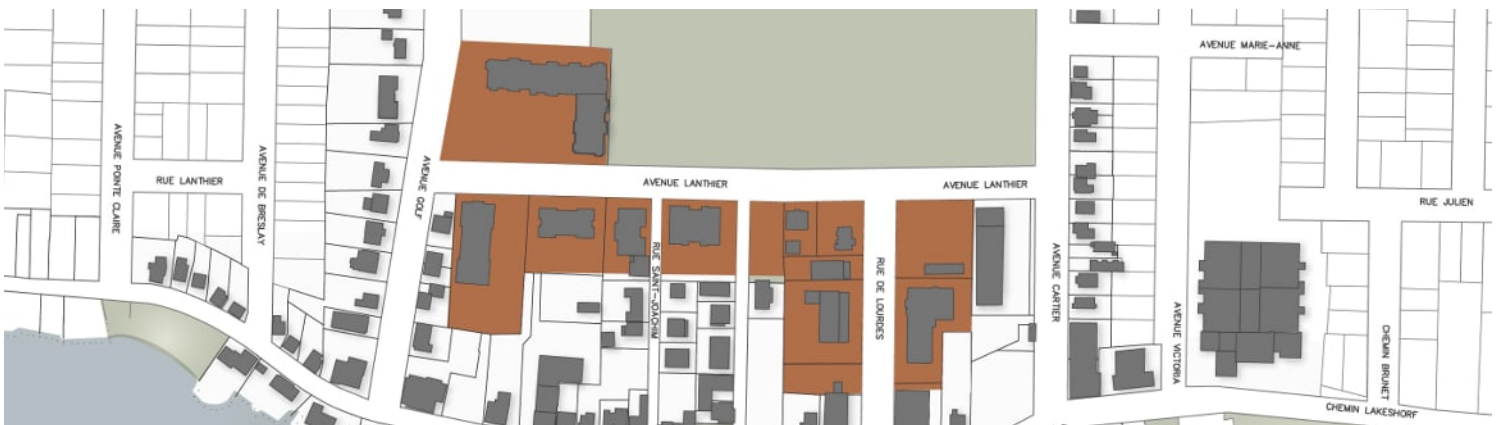 AVENUE MARIE-ANNE
AVENUE POINTE CLAIRE
AVENUE DE BRESLAY
RUE LANTHIER
AVENUE GOLF
AVENUE LANTHIER
AVENUE LANTHIER
RUE JULIEN
RUE SAINT-JOACHIM
RUE DE LOURDES
AVENUE CARTIER
AVENUE VICTORIA
CHEMIN BRUNET
CHEMIN LAKESHORF